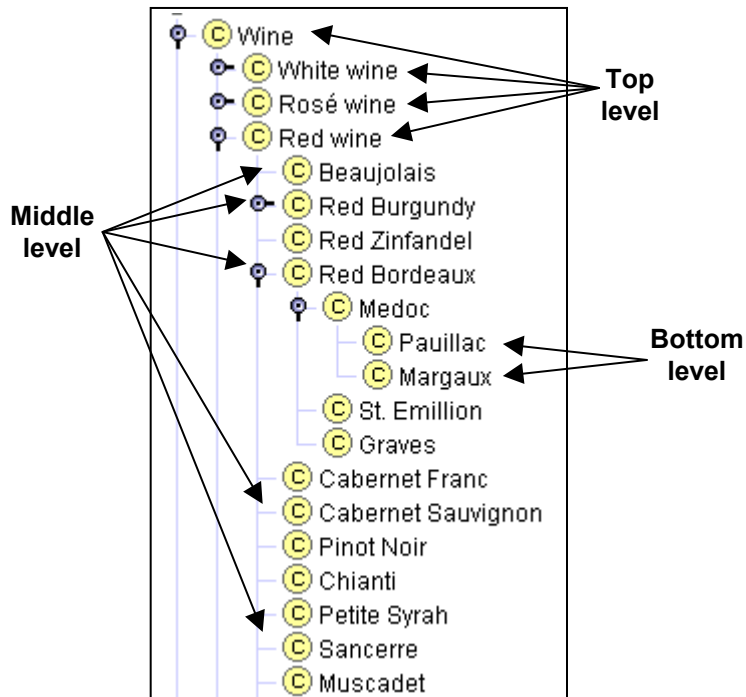 C Wine
C White wine
C Rosé wine
C Red wine
C Beaujolais
C Red Burgundy
C Red Zinfandel
C Red Bordeaux
C Medoc
C Pauillac
C Margaux
C St. Emillion
C Graves
C Cabernet Franc
C Cabernet Sauvignon
C Pinot Noir
C Chianti
C Petite Syrah
C Sancerre
C Muscadet
Top
level
Middle
level
Bottom
level